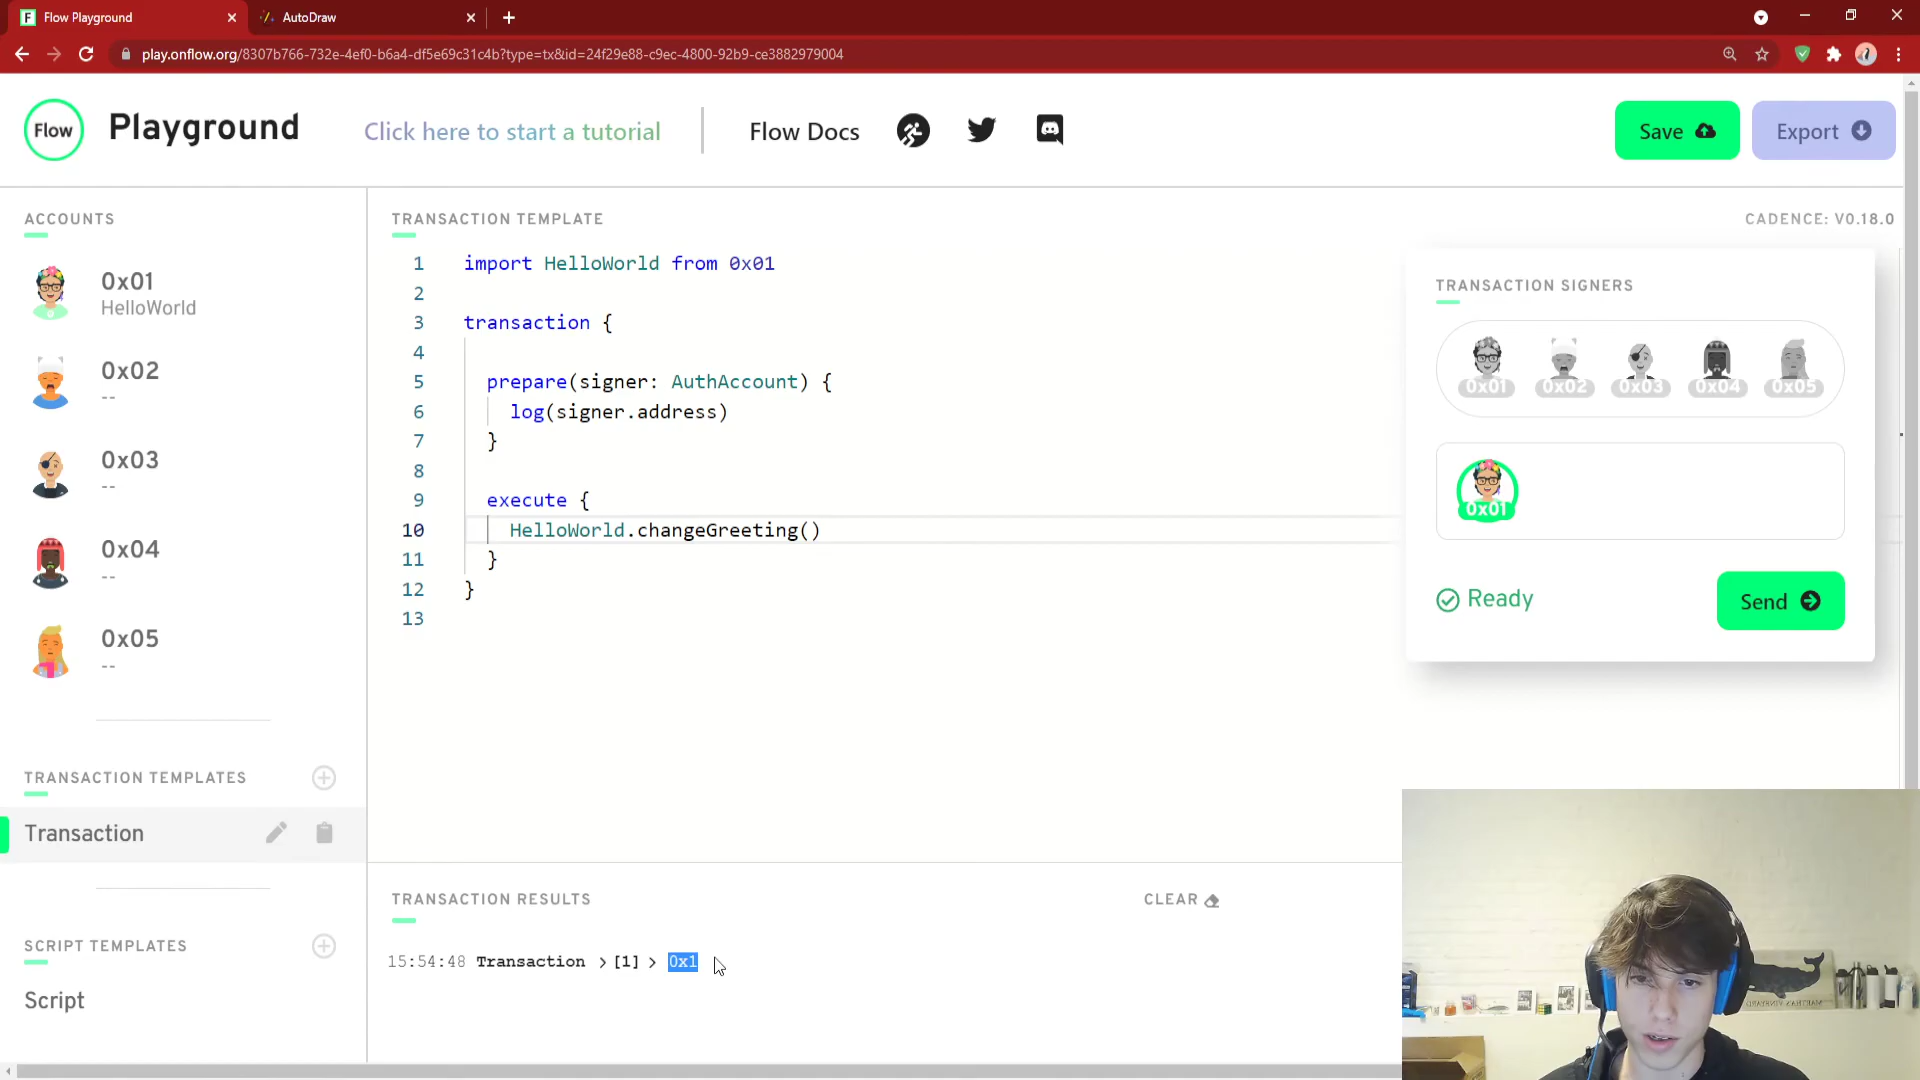 Flow Playground
AutoDraw
play.onflow.org/8307b766-732e-4ef0-b6a4-df5e69c31c4b?type=tx&id=24f29e88-c9ec-4800-92b9-ce3882979004
Flow
Playground
Click here to start a tutorial
Flow Docs
Save
Export
ACCOUNTS
0x01
HelloWorld
0x02
--
0x03
--
0x04
--
0x05
--
TRANSACTION TEMPLATES
Transaction
SCRIPT TEMPLATES
Script
TRANSACTION TEMPLATE
CADENCE: V0.18.0
1 import HelloWorld from 0x01
2
3 transaction {
4
5 prepare(signer: AuthAccount) {
6 log(signer.address)
7 }
8
9 execute {
10 HelloWorld.changeGreeting()
11 }
12 }
13
TRANSACTION SIGNERS
0x01 0x02 0x03 0x04 0x05
0x01
Ready
Send
TRANSACTION RESULTS
CLEAR
15:54:48 Transaction > [1] > 0x1